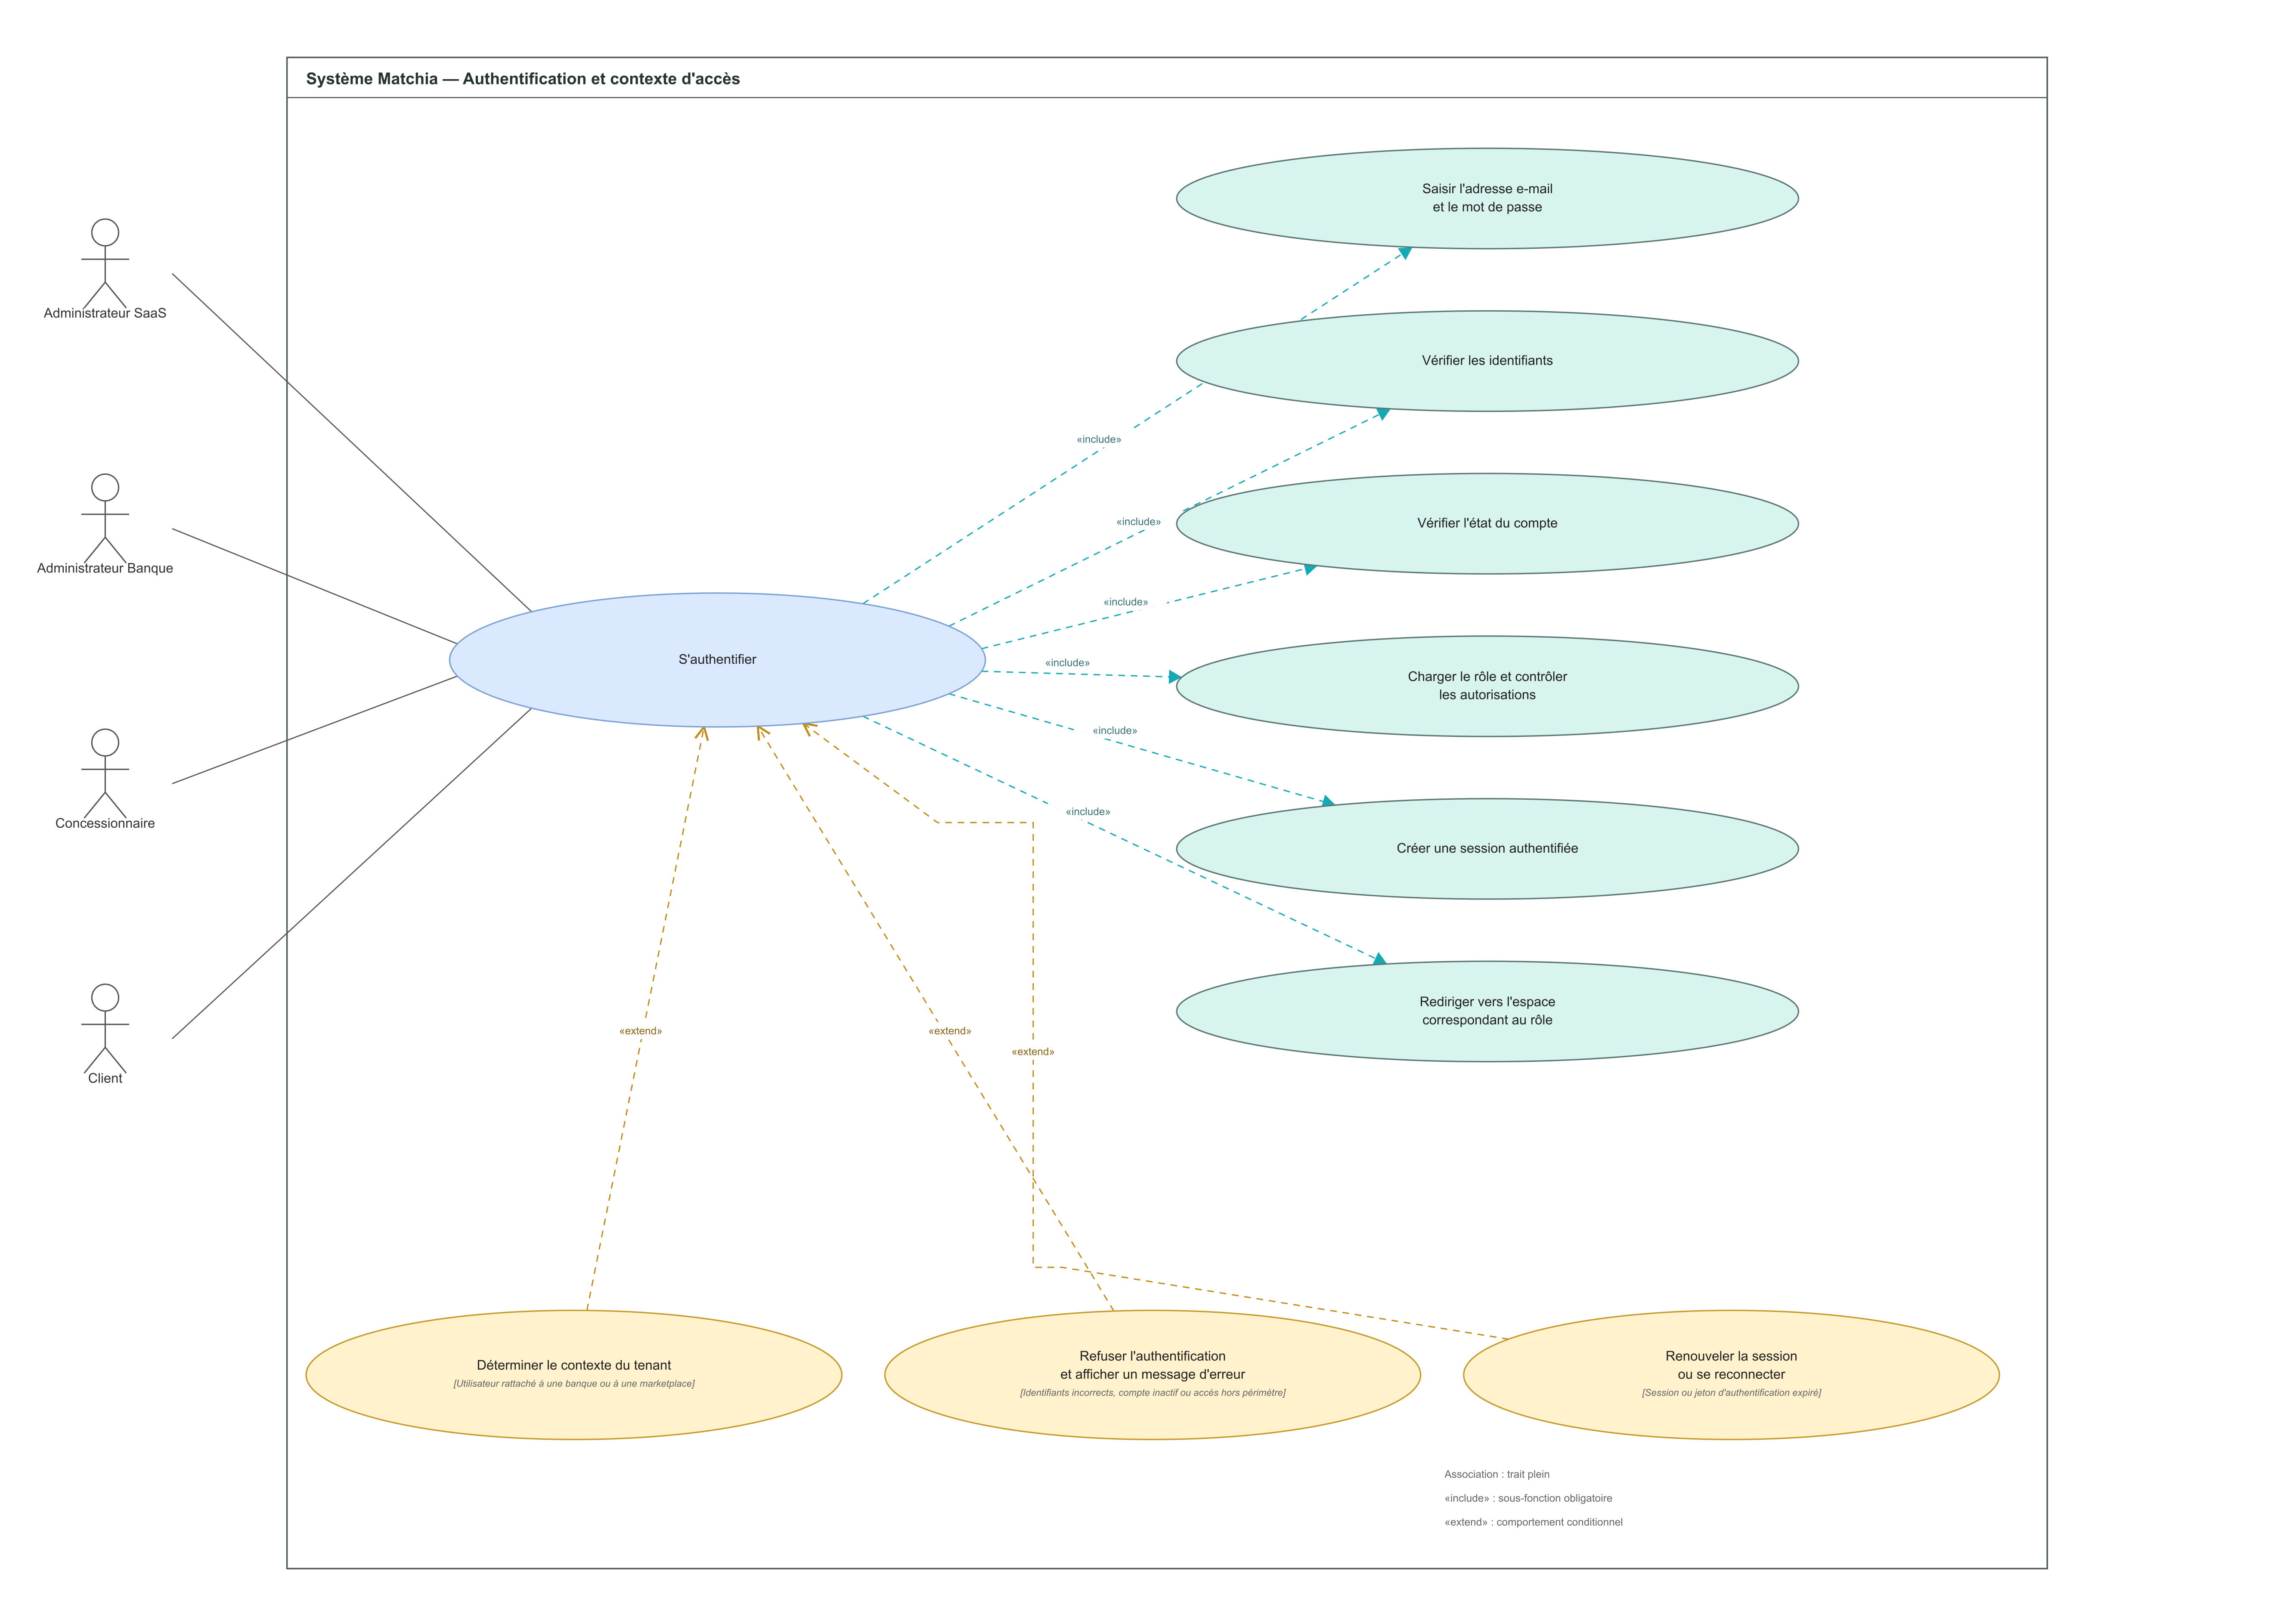 Système Matchia — Authentification et contexte d'accès
Saisir l'adresse e-mail
et le mot de passe
Administrateur SaaS
Vérifier les identifiants
«include»
«include»
Vérifier l'état du compte
Administrateur Banque
«include»
S'authentifier
«include»
Charger le rôle et contrôler
les autorisations
«include»
«include»
Concessionnaire
Créer une session authentifiée
Rediriger vers l'espace
correspondant au rôle
«extend»
«extend»
«extend»
Client
Déterminer le contexte du tenant
[Utilisateur rattaché à une banque ou à une marketplace]
Refuser l'authentification
et afficher un message d'erreur
[Identifiants incorrects, compte inactif ou accès hors périmètre]
Renouveler la session
ou se reconnecter
[Session ou jeton d'authentification expiré]
Association : trait plein
«include» : sous-fonction obligatoire
«extend» : comportement conditionnel